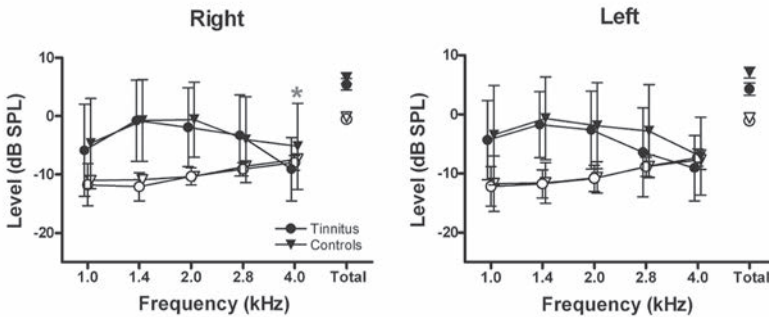 Right
Left
Level (dB SPL)
10
0
-10
-20
Tinnitus
Controls
*
1.0 1.4 2.0 2.8 4.0 Total
Frequency (kHz)
Level (dB SPL)
10
0
-10
-20
1.0 1.4 2.0 2.8 4.0 Total
Frequency (kHz)